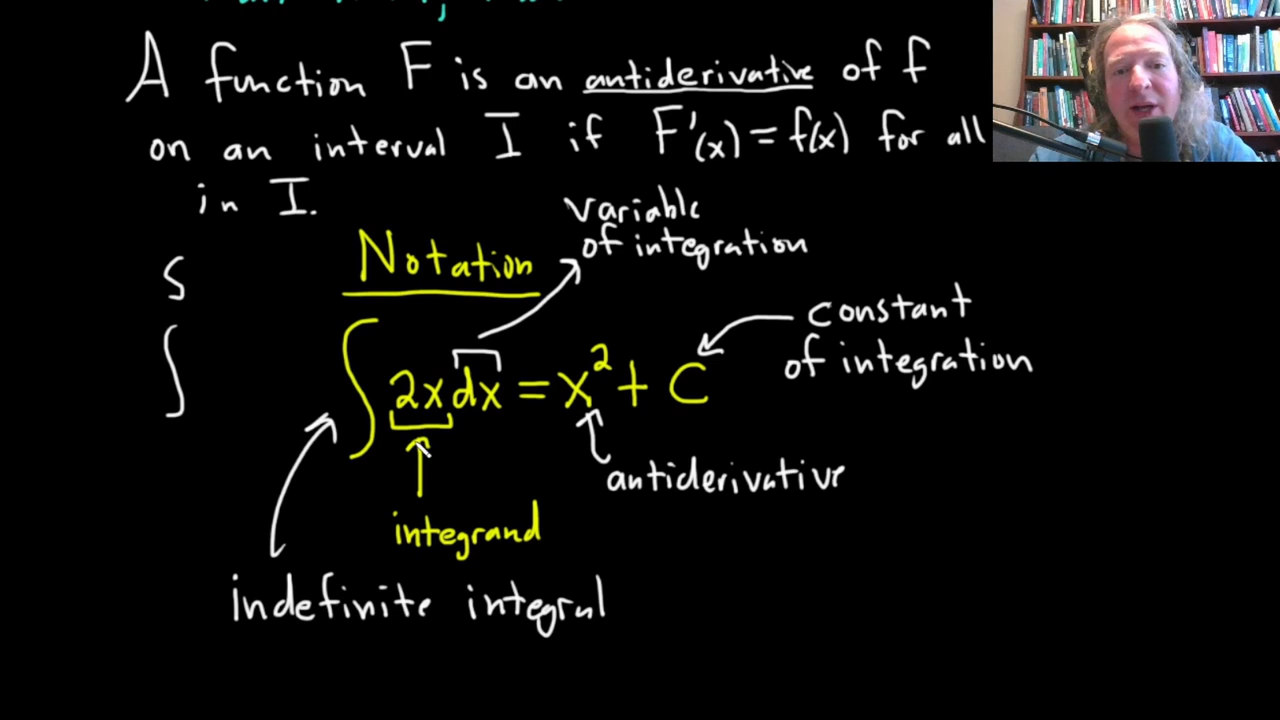 A function F is an antiderivative of f
on an interval I if F'(x) = f(x) for all
in I.
variable
of integration
Notation
S
∫
constant
of integration
∫ 2x dx = x² + C
antiderivative
integrand
indefinite integral